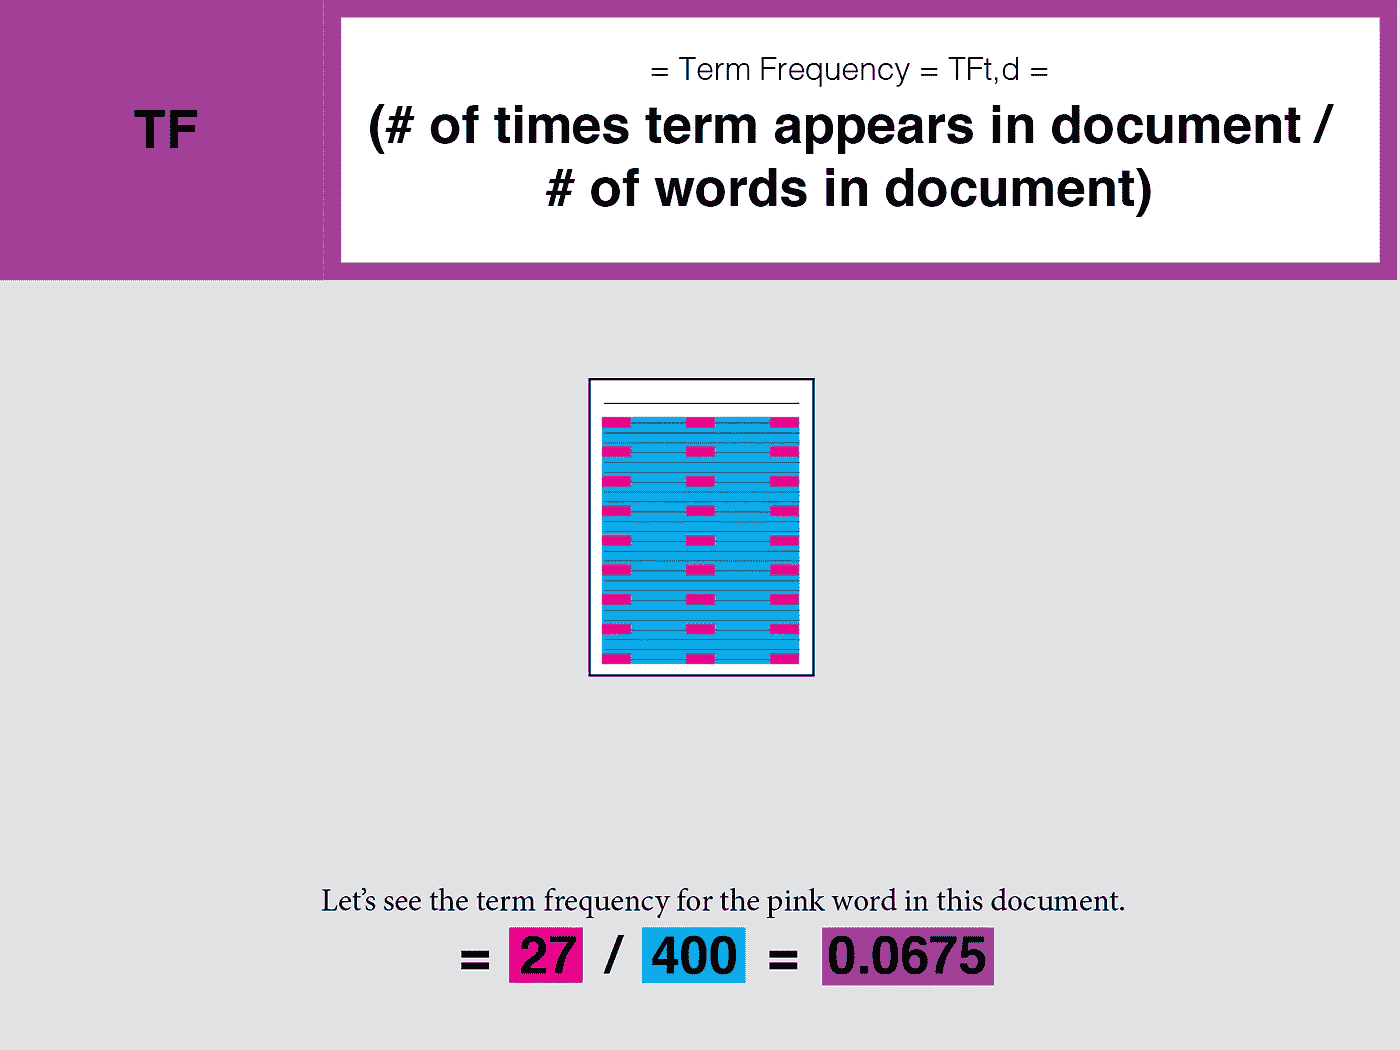 TF
= Term Frequency = TFt,d =
(# of times term appears in document /
# of words in document)
Let's see the term frequency for the pink word in this document.
= 27 / 400 = 0.0675